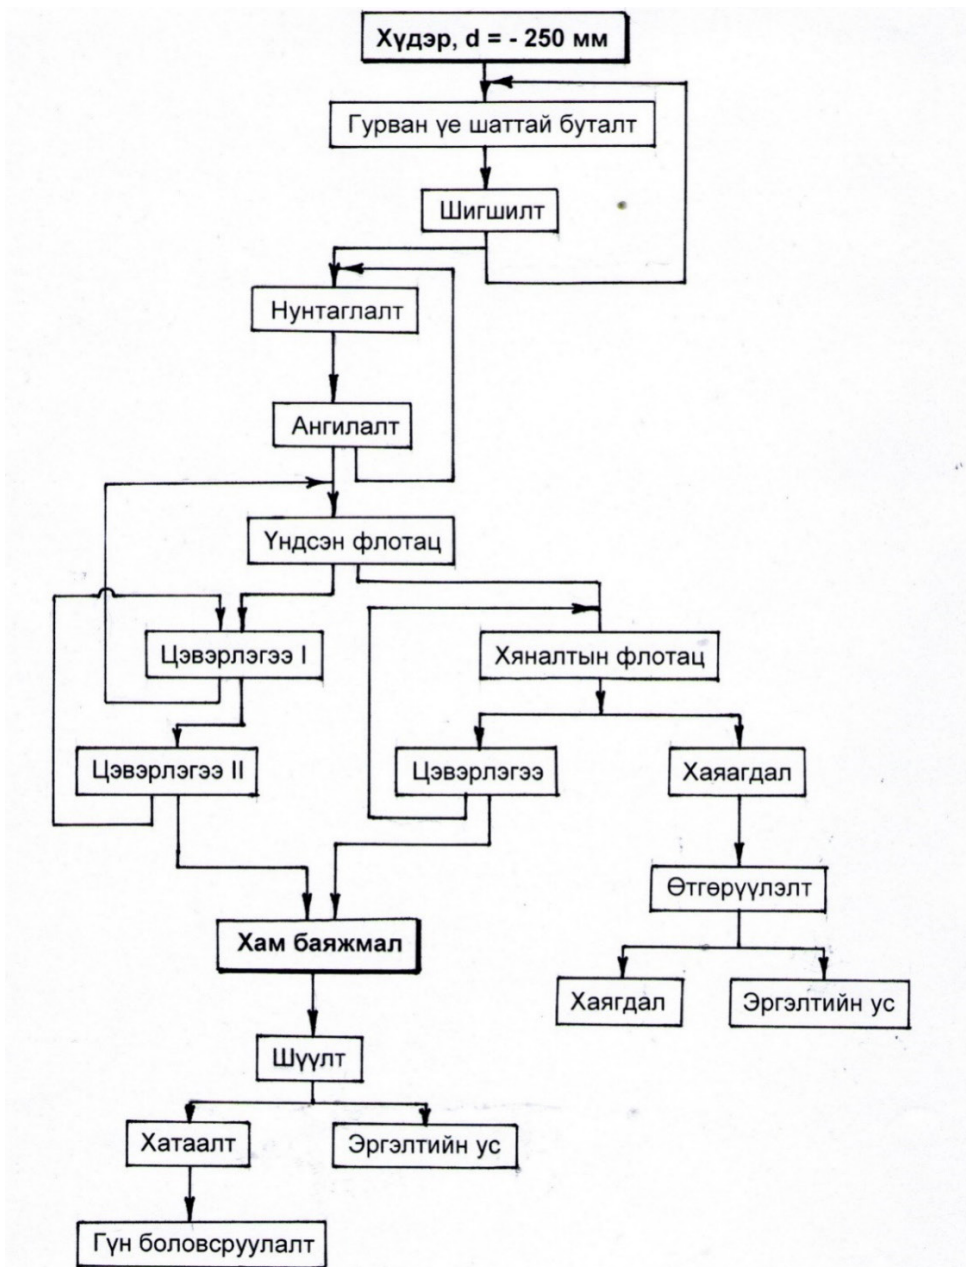 Хүдэр, d = - 250 мм
Гурван үе шаттай буталт
Шигшилт
Нунтаглалт
Ангилалт
Үндсэн флотац
Цэвэрлэгээ I
Хяналтын флотац
Цэвэрлэгээ II
Цэвэрлэгээ
Хаяагдал
Өтгөрүүлэлт
Хам баяжмал
Хаягдал
Эргэлтийн ус
Шүүлт
Хатаалт
Эргэлтийн ус
Гүн боловсруулалт